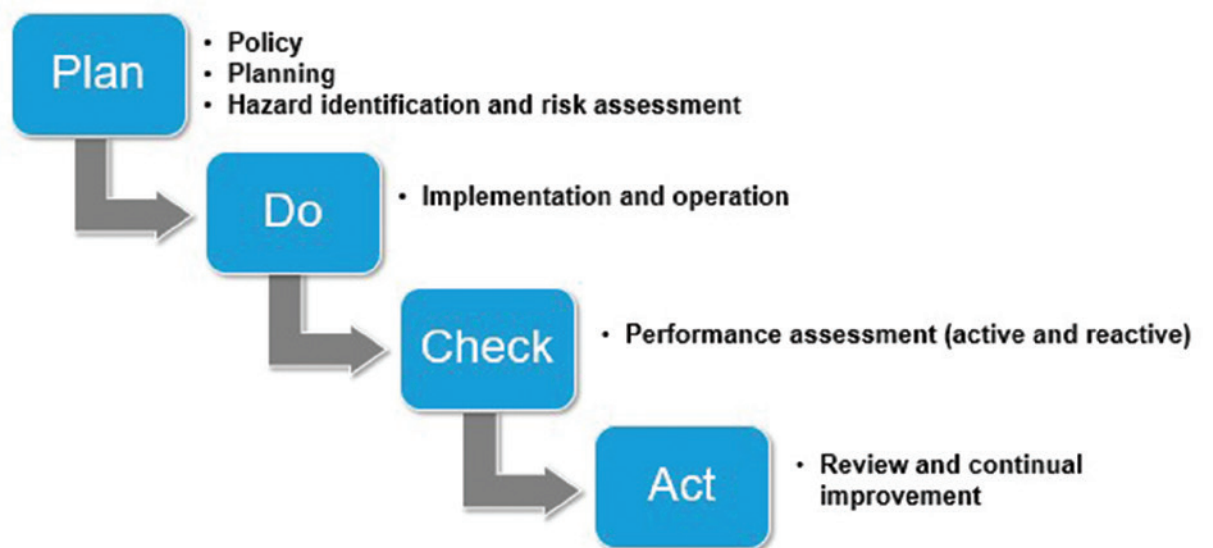 Plan
• Policy
• Planning
• Hazard identification and risk assessment
Do
• Implementation and operation
Check
• Performance assessment (active and reactive)
Act
• Review and continual
improvement